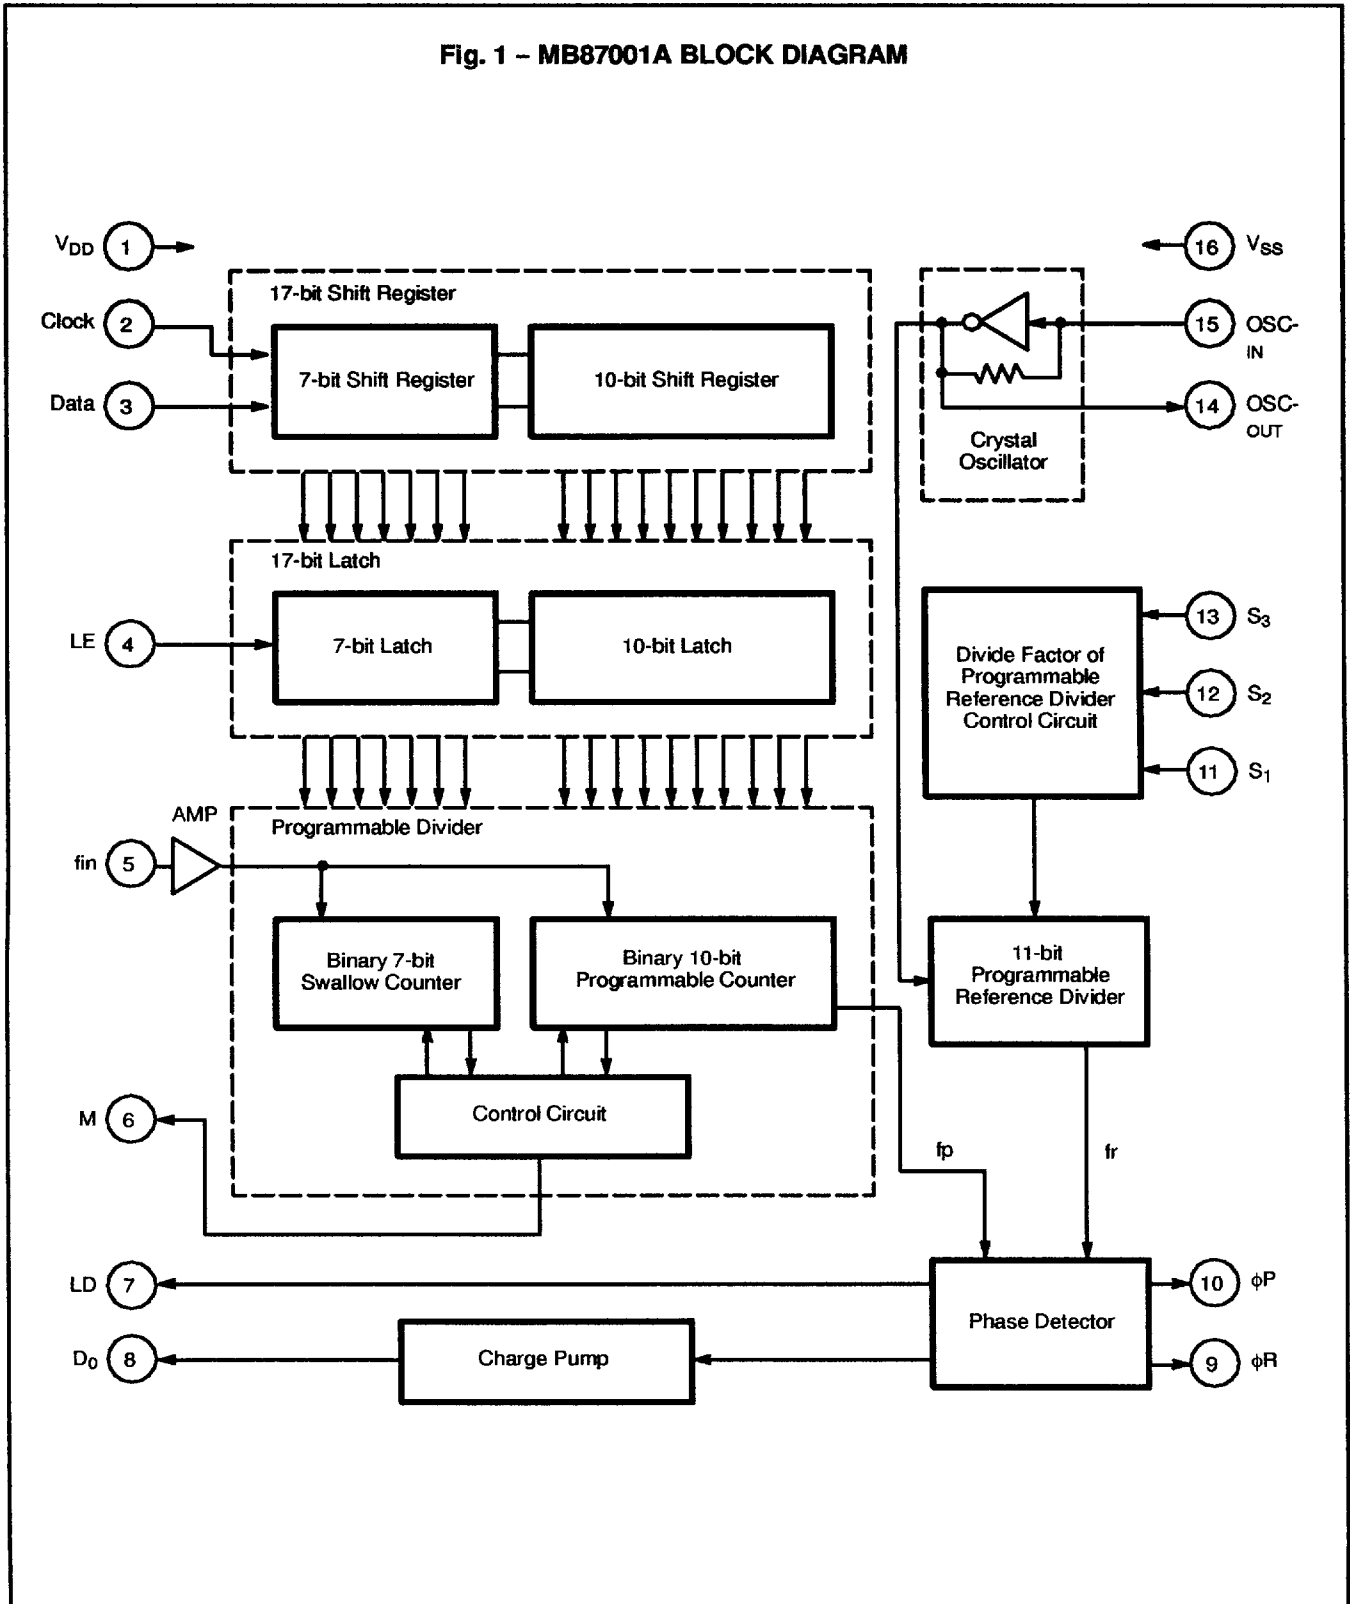 Fig. 1 – MB87001A BLOCK DIAGRAM
VDD 1
16 VSS
17-bit Shift Register
Clock 2
15 OSC-
IN
7-bit Shift Register
10-bit Shift Register
Data 3
14 OSC-
OUT
Crystal
Oscillator
17-bit Latch
LE 4
7-bit Latch
10-bit Latch
13 S3
Divide Factor of
Programmable
Reference Divider
Control Circuit
12 S2
11 S1
AMP
Programmable Divider
fin 5
Binary 7-bit
Swallow Counter
Binary 10-bit
Programmable Counter
11-bit
Programmable
Reference Divider
Control Circuit
M 6
fp
fr
LD 7
10 φP
Phase Detector
D0 8
Charge Pump
9 φR